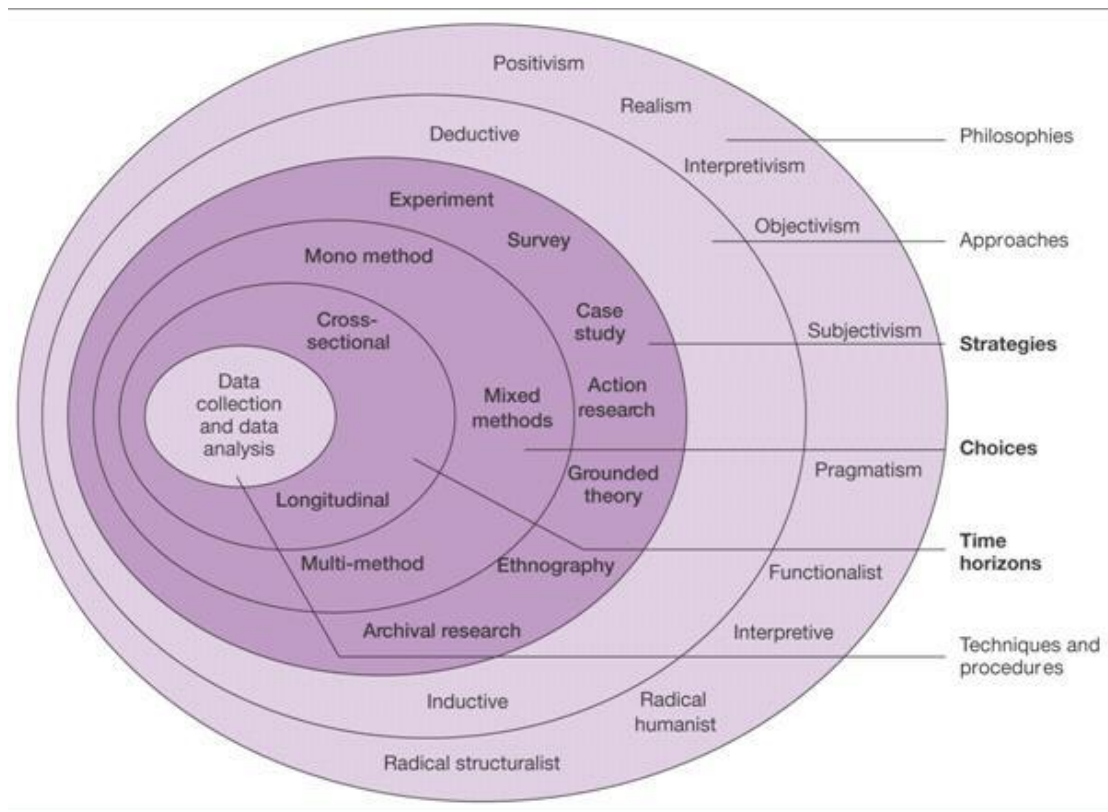 Positivism
Realism
Philosophies
Deductive
Interpretivism
Experiment
Objectivism
Survey
Approaches
Mono method
Case
study
Cross-
sectional
Subjectivism
Strategies
Data
collection
and data
analysis
Mixed
methods
Action
research
Choices
Pragmatism
Grounded
theory
Longitudinal
Time
horizons
Multi-method
Ethnography
Functionalist
Archival research
Interpretive
Techniques and
procedures
Inductive
Radical
humanist
Radical structuralist